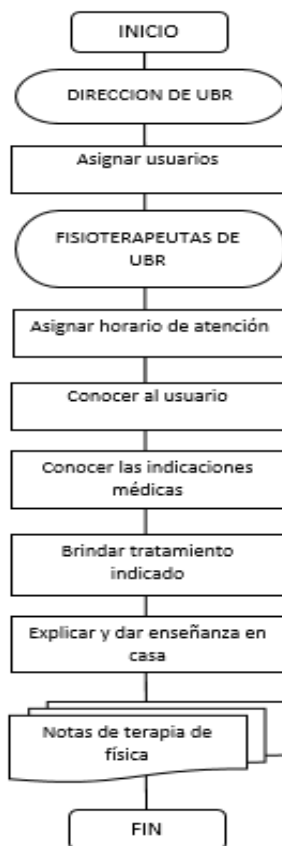 INICIO
DIRECCION DE UBR
Asignar usuarios
FISIOTERAPEUTAS DE
UBR
Asignar horario de atención
Conocer al usuario
Conocer las indicaciones
médicas
Brindar tratamiento
indicado
Explicar y dar enseñanza en
casa
Notas de terapia de
física
FIN